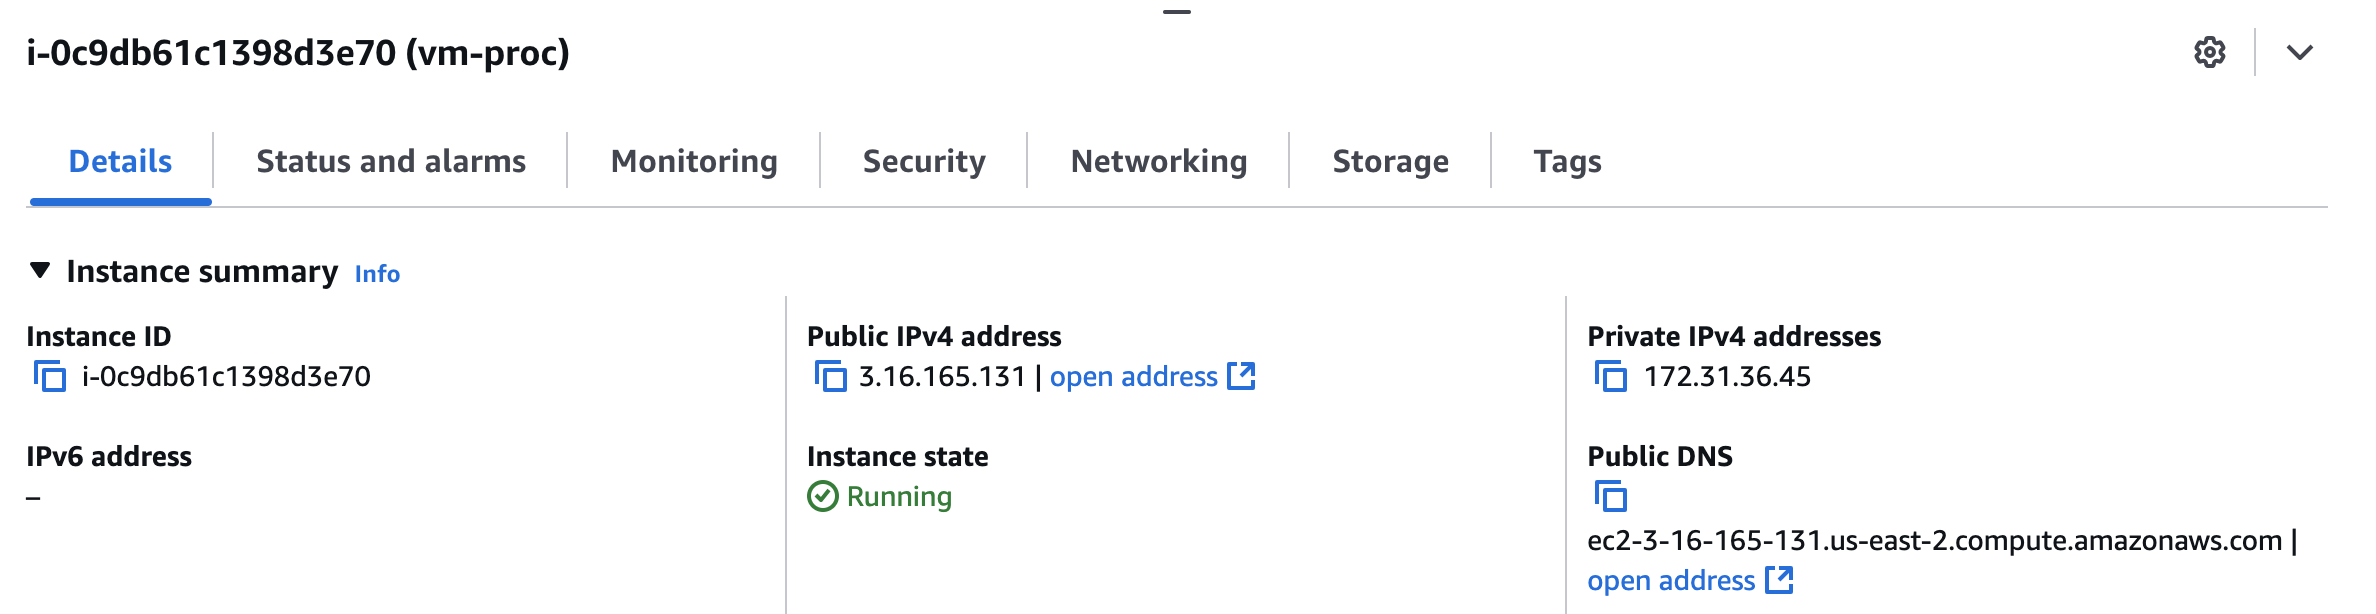 i-0c9db61c1398d3e70 (vm-proc)
Details
Status and alarms
Monitoring
Security
Networking
Storage
Tags
Instance summary Info
Instance ID
i-0c9db61c1398d3e70
Public IPv4 address
3.16.165.131 | open address
Private IPv4 addresses
172.31.36.45
IPv6 address
–
Instance state
Running
Public DNS
ec2-3-16-165-131.us-east-2.compute.amazonaws.com |
open address